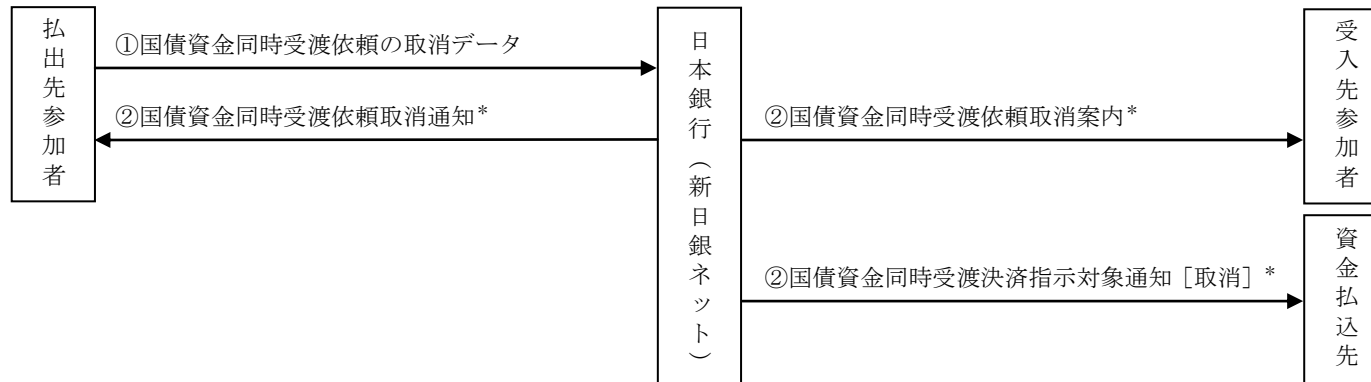 払出先参加者
①国債資金同時受渡依頼の取消データ
②国債資金同時受渡依頼取消通知*
日本銀行（新日銀ネット）
②国債資金同時受渡依頼取消案内*
受入先参加者
②国債資金同時受渡決済指示対象通知［取消］*
資金払込先